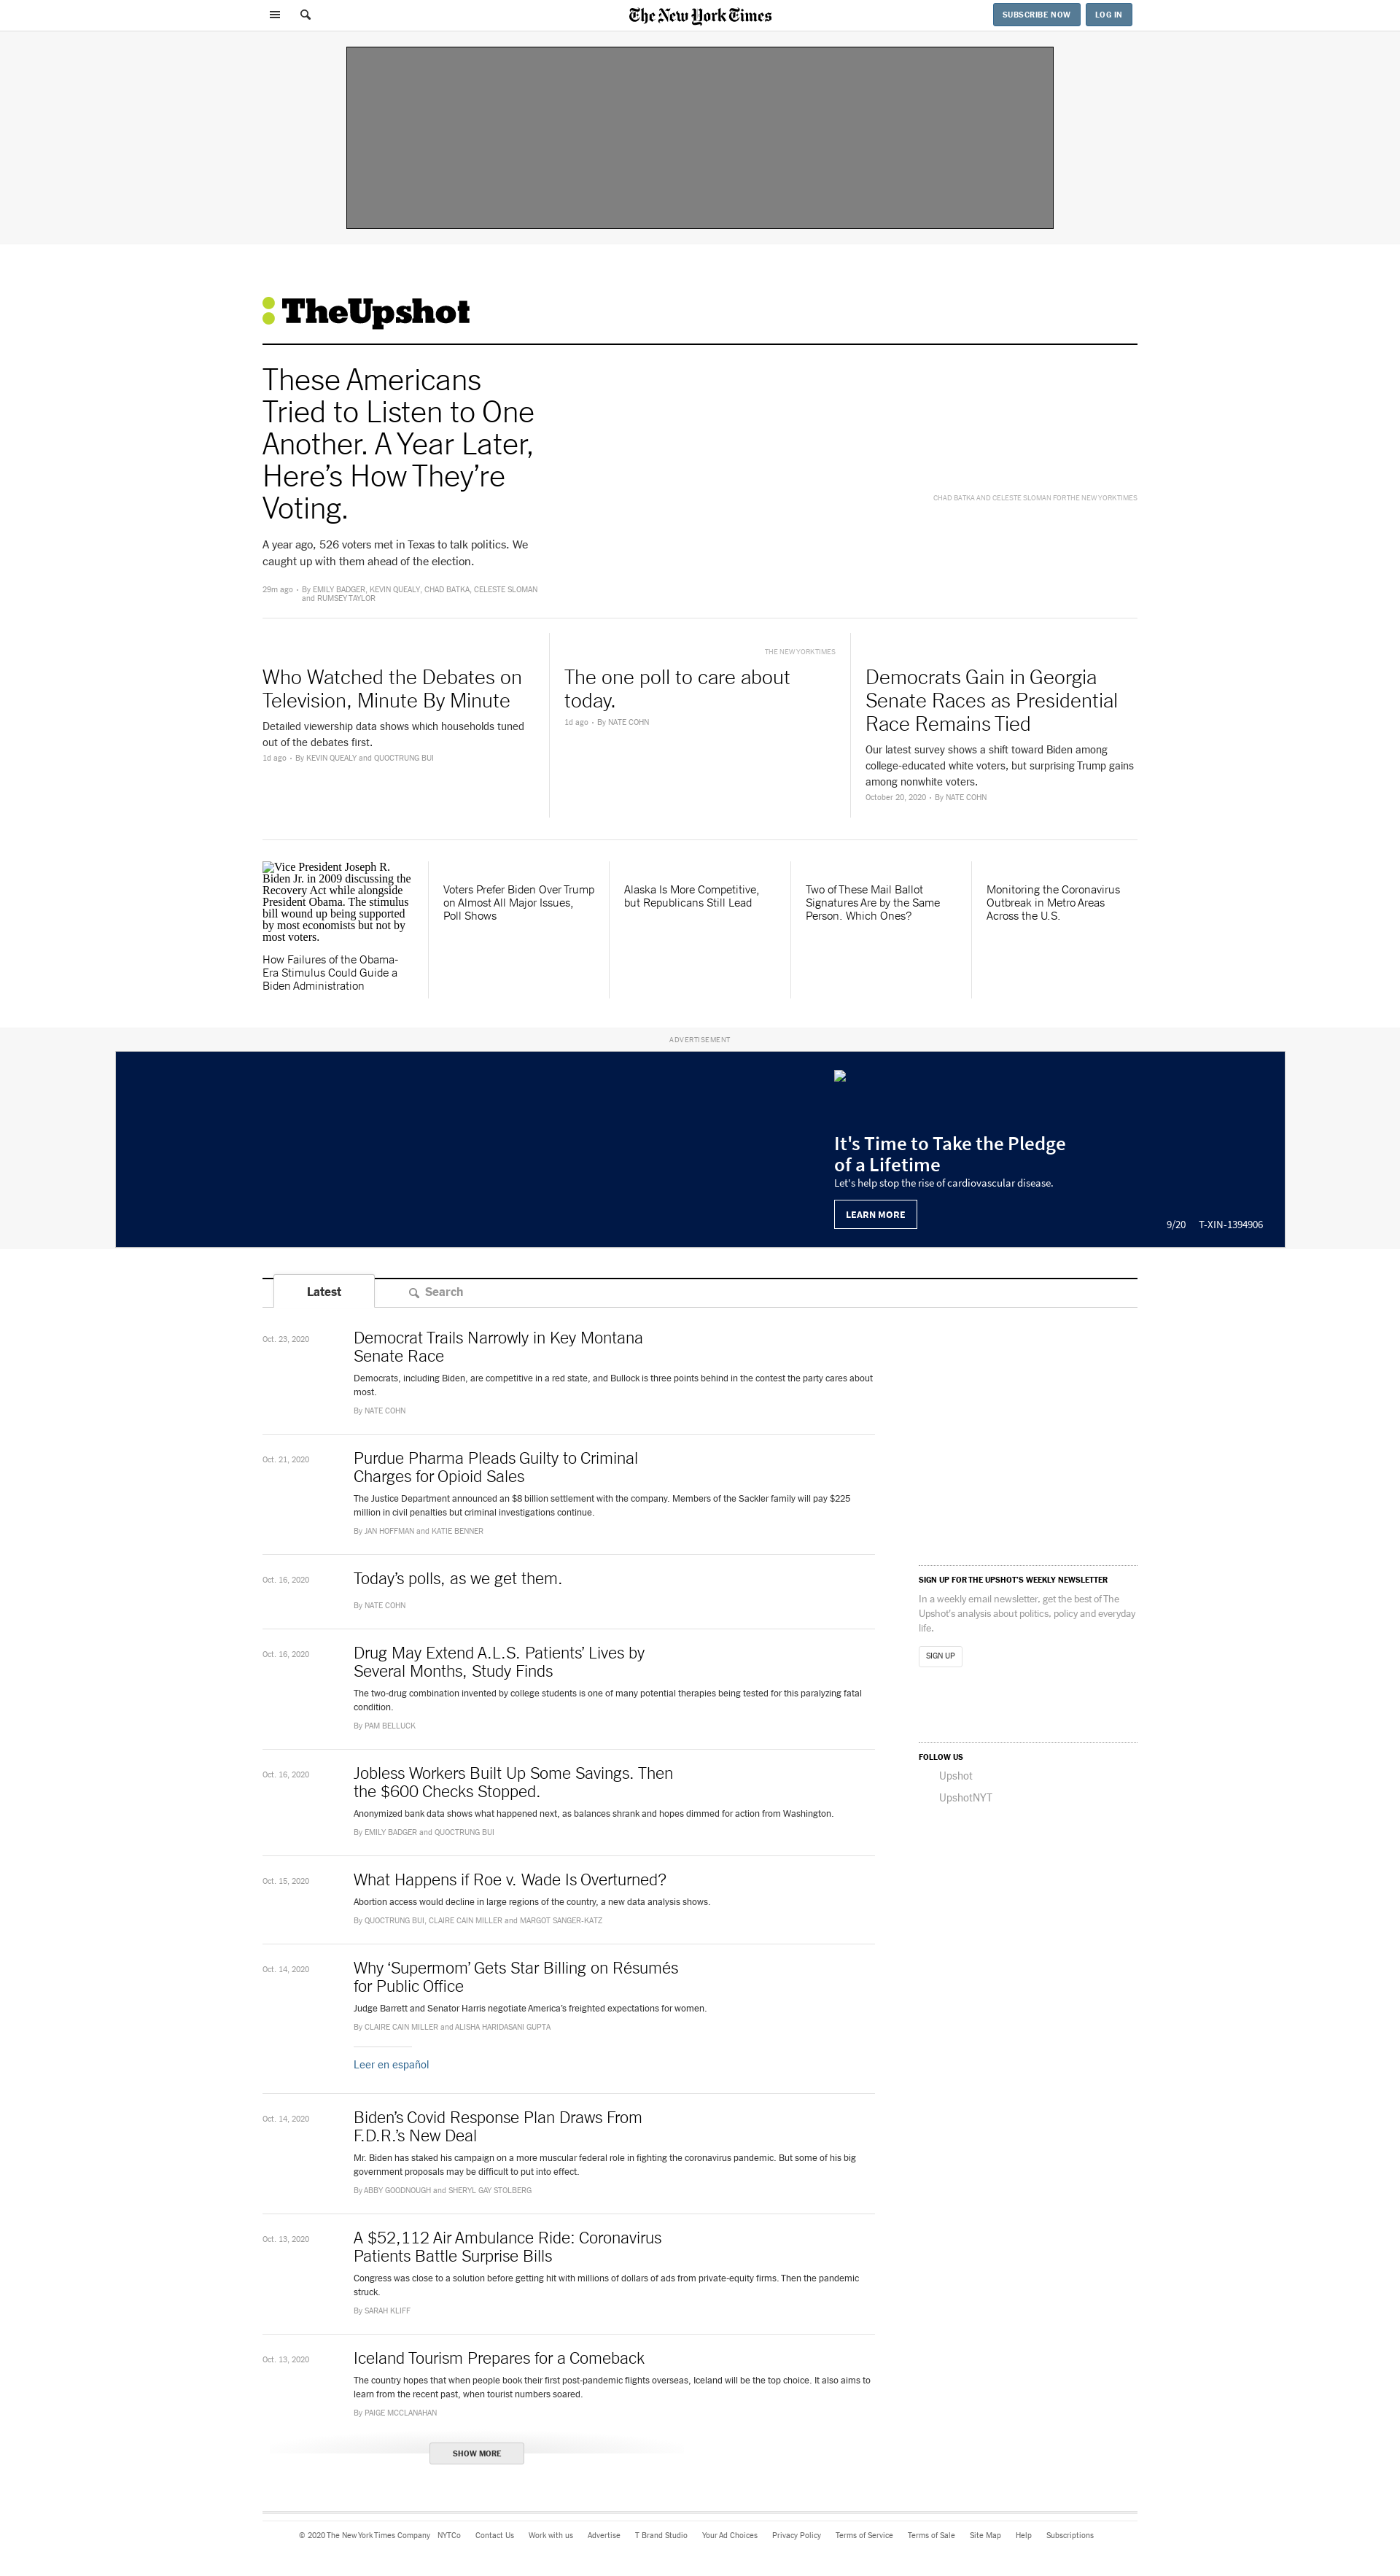 The New York Times
SUBSCRIBE NOW
LOG IN
TheUpshot
These Americans
Tried to Listen to One
Another. A Year Later,
Here’s How They’re
Voting.
A year ago, 526 voters met in Texas to talk politics. We
caught up with them ahead of the election.
29m ago • By EMILY BADGER, KEVIN QUEALY, CHAD BATKA, CELESTE SLOMAN
and RUMSEY TAYLOR
CHAD BATKA AND CELESTE SLOMAN FOR THE NEW YORK TIMES
Who Watched the Debates on
Television, Minute By Minute
Detailed viewership data shows which households tuned
out of the debates first.
1d ago • By KEVIN QUEALY and QUOCTRUNG BUI
THE NEW YORK TIMES
The one poll to care about
today.
1d ago • By NATE COHN
Democrats Gain in Georgia
Senate Races as Presidential
Race Remains Tied
Our latest survey shows a shift toward Biden among
college-educated white voters, but surprising Trump gains
among nonwhite voters.
October 20, 2020 • By NATE COHN
Vice President Joseph R.
Biden Jr. in 2009 discussing the
Recovery Act while alongside
President Obama. The stimulus
bill wound up being supported
by most economists but not by
most voters.
How Failures of the Obama-
Era Stimulus Could Guide a
Biden Administration
Voters Prefer Biden Over Trump
on Almost All Major Issues,
Poll Shows
Alaska Is More Competitive,
but Republicans Still Lead
Two of These Mail Ballot
Signatures Are by the Same
Person. Which Ones?
Monitoring the Coronavirus
Outbreak in Metro Areas
Across the U.S.
ADVERTISEMENT
It's Time to Take the Pledge
of a Lifetime
Let's help stop the rise of cardiovascular disease.
LEARN MORE
9/20 T-XIN-1394906
Latest
Search
Oct. 23, 2020
Democrat Trails Narrowly in Key Montana
Senate Race
Democrats, including Biden, are competitive in a red state, and Bullock is three points behind in the contest the party cares about
most.
By NATE COHN
Oct. 21, 2020
Purdue Pharma Pleads Guilty to Criminal
Charges for Opioid Sales
The Justice Department announced an $8 billion settlement with the company. Members of the Sackler family will pay $225
million in civil penalties but criminal investigations continue.
By JAN HOFFMAN and KATIE BENNER
Oct. 16, 2020
Today’s polls, as we get them.
By NATE COHN
Oct. 16, 2020
Drug May Extend A.L.S. Patients’ Lives by
Several Months, Study Finds
The two-drug combination invented by college students is one of many potential therapies being tested for this paralyzing fatal
condition.
By PAM BELLUCK
Oct. 16, 2020
Jobless Workers Built Up Some Savings. Then
the $600 Checks Stopped.
Anonymized bank data shows what happened next, as balances shrank and hopes dimmed for action from Washington.
By EMILY BADGER and QUOCTRUNG BUI
Oct. 15, 2020
What Happens if Roe v. Wade Is Overturned?
Abortion access would decline in large regions of the country, a new data analysis shows.
By QUOCTRUNG BUI, CLAIRE CAIN MILLER and MARGOT SANGER-KATZ
Oct. 14, 2020
Why ‘Supermom’ Gets Star Billing on Résumés
for Public Office
Judge Barrett and Senator Harris negotiate America’s freighted expectations for women.
By CLAIRE CAIN MILLER and ALISHA HARIDASANI GUPTA
Leer en español
Oct. 14, 2020
Biden’s Covid Response Plan Draws From
F.D.R.’s New Deal
Mr. Biden has staked his campaign on a more muscular federal role in fighting the coronavirus pandemic. But some of his big
government proposals may be difficult to put into effect.
By ABBY GOODNOUGH and SHERYL GAY STOLBERG
Oct. 13, 2020
A $52,112 Air Ambulance Ride: Coronavirus
Patients Battle Surprise Bills
Congress was close to a solution before getting hit with millions of dollars of ads from private-equity firms. Then the pandemic
struck.
By SARAH KLIFF
Oct. 13, 2020
Iceland Tourism Prepares for a Comeback
The country hopes that when people book their first post-pandemic flights overseas, Iceland will be the top choice. It also aims to
learn from the recent past, when tourist numbers soared.
By PAIGE MCCLANAHAN
SHOW MORE
SIGN UP FOR THE UPSHOT’S WEEKLY NEWSLETTER
In a weekly email newsletter, get the best of The
Upshot’s analysis about politics, policy and everyday
life.
SIGN UP
FOLLOW US
Upshot
UpshotNYT
© 2020 The New York Times Company NYTCo Contact Us Work with us Advertise T Brand Studio Your Ad Choices Privacy Policy Terms of Service Terms of Sale Site Map Help Subscriptions